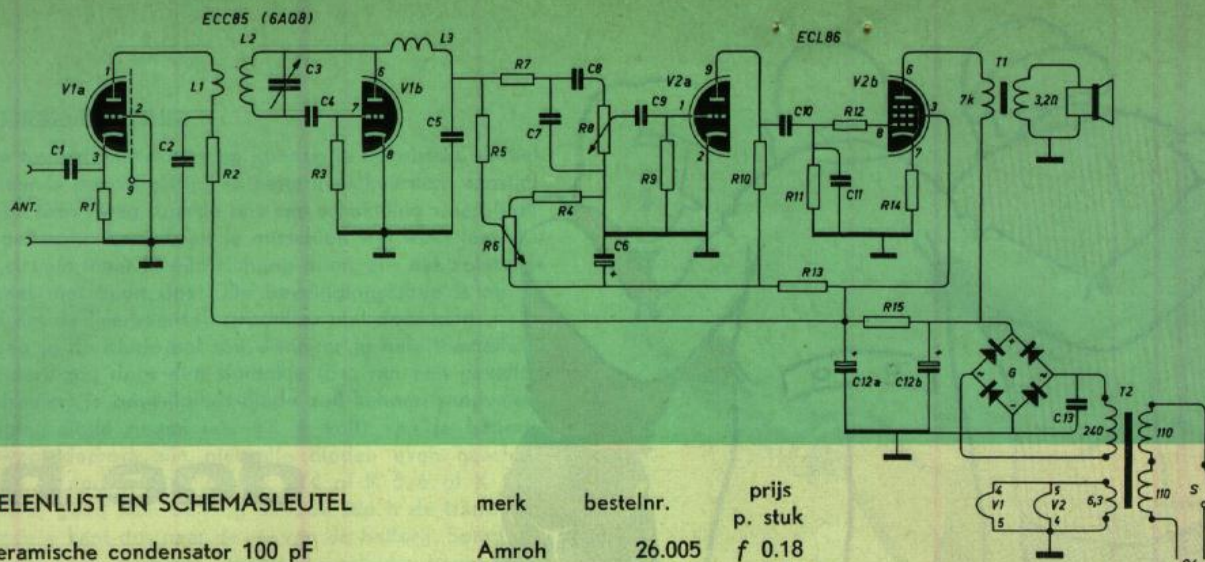 ECC85 (6AQ8)
ECL86
L2
L3
1
V1a
2
3
9
C1
ANT.
R1
C2
L1
R2
C3
C4
R3
V1b
6
7
8
C5
R7
C8
R5
C7
R8
C9
R4
R6
C6
+
R9
V2a
9
1
2
R10
C10
R12
R11
C11
V2b
6
3
8
7
R14
T1
7k
3,2Ω
R13
R15
C12a
+
C12b
+
G
+
~
~
-
C13
T2
240
110
110
6,3
S
4
V1
5
5
V2
4
ELENLIJST EN SCHEMASLEUTEL
merk bestelnr. prijs
p. stuk
eramische condensator 100 pF Amroh 26.005 ƒ 0.18